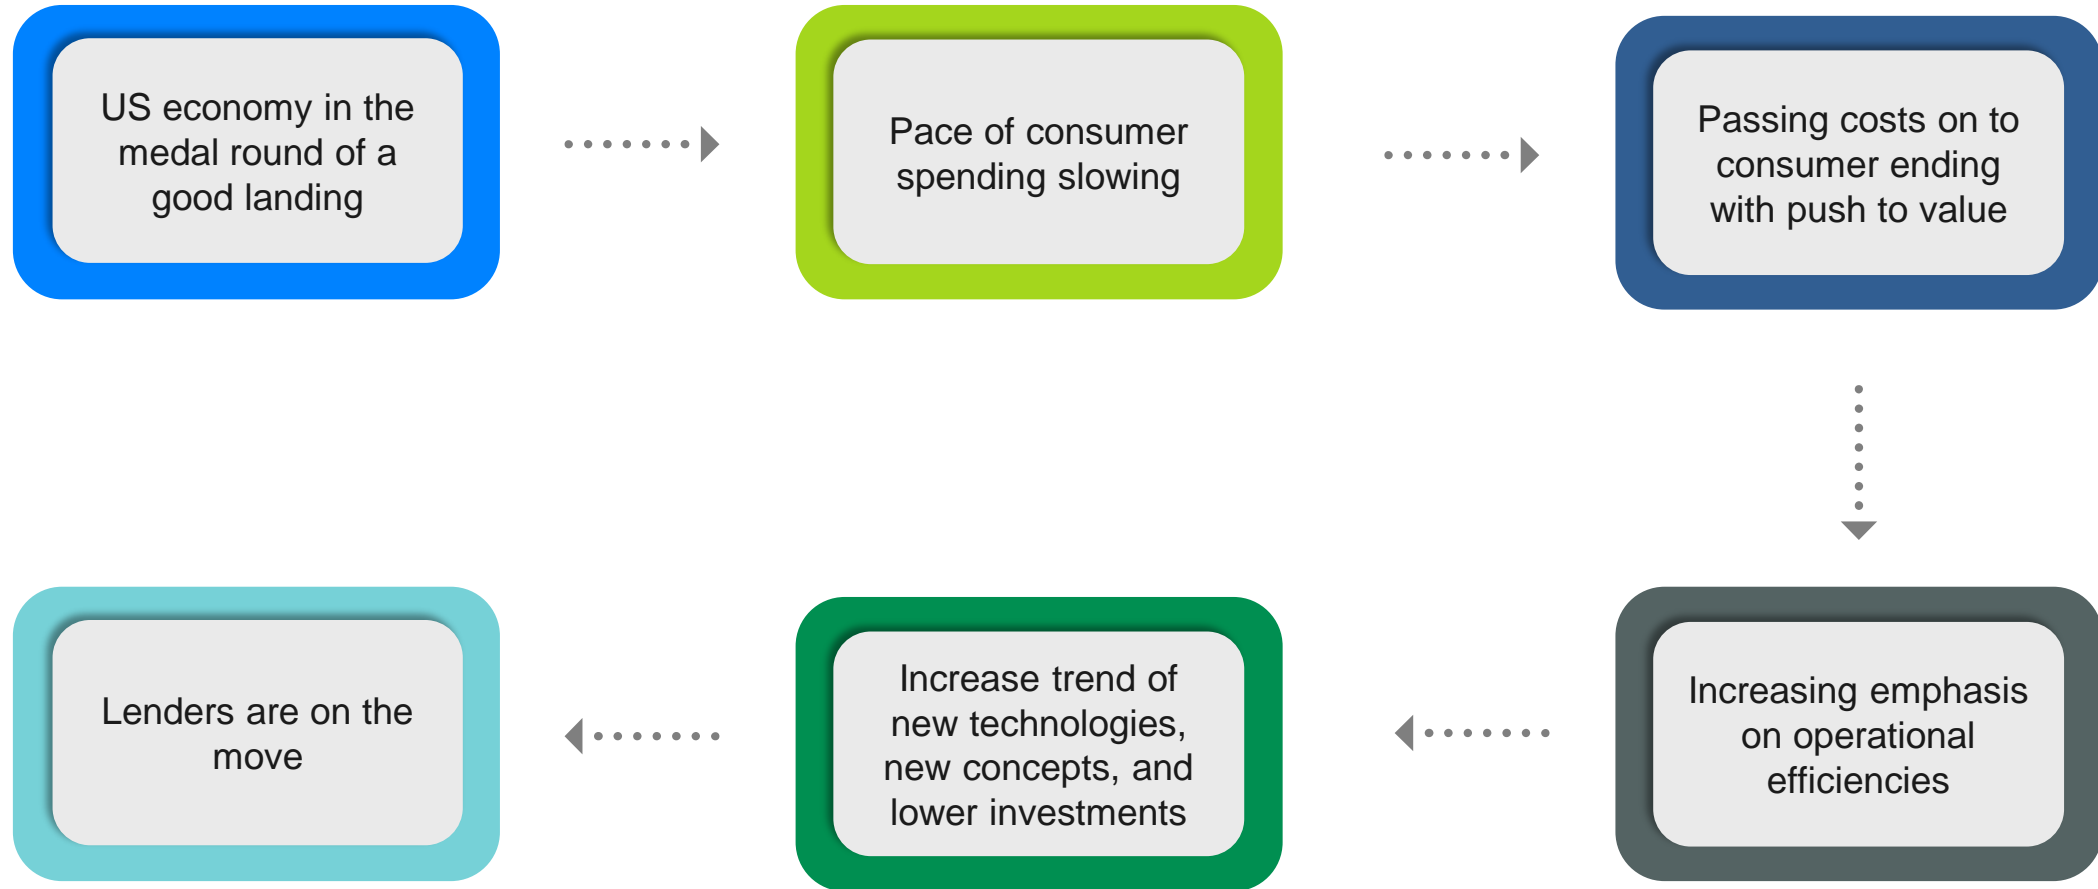 US economy in the
medal round of a
good landing
Pace of consumer
spending slowing
Passing costs on to
consumer ending
with push to value
Increasing emphasis
on operational
efficiencies
Increase trend of
new technologies,
new concepts, and
lower investments
Lenders are on the
move